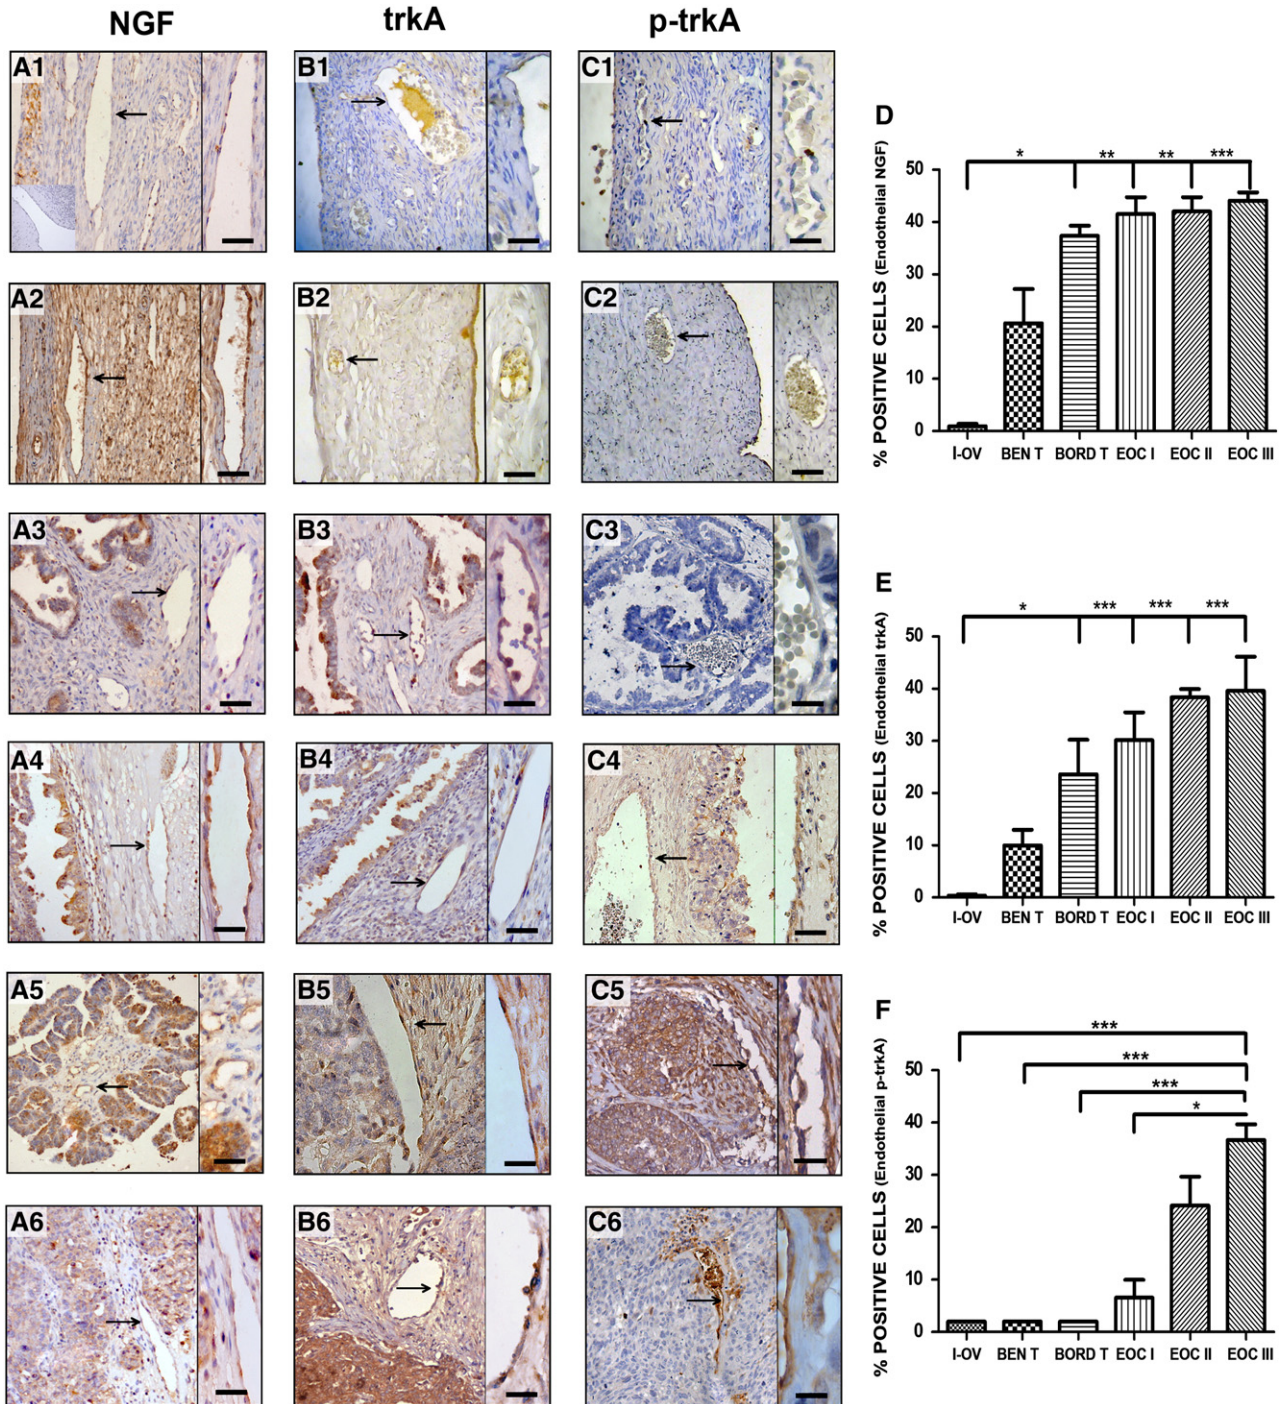 NGF trkA p-trkA
A1 B1 C1
A2 B2 C2
A3 B3 C3
A4 B4 C4
A5 B5 C5
A6 B6 C6
D
% POSITIVE CELLS (Endothelial NGF)
* ** ** ***
50
40
30
20
10
0
I-OV BEN T BORD T EOC I EOC II EOC III
E
% POSITIVE CELLS (Endothelial trkA)
* *** *** ***
50
40
30
20
10
0
I-OV BEN T BORD T EOC I EOC II EOC III
F
% POSITIVE CELLS (Endothelial p-trkA)
***
***
***
*
50
40
30
20
10
0
I-OV BEN T BORD T EOC I EOC II EOC III